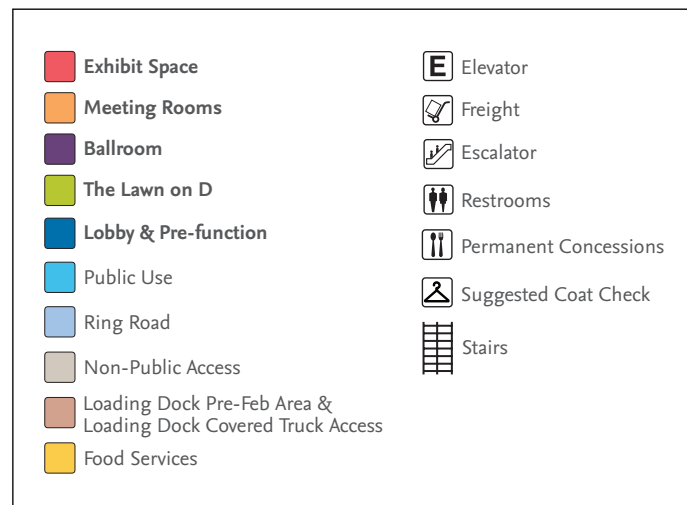 Exhibit Space
Meeting Rooms
Ballroom
The Lawn on D
Lobby & Pre-function
Public Use
Ring Road
Non-Public Access
Loading Dock Pre-Feb Area &
Loading Dock Covered Truck Access
Food Services
E Elevator
Freight
Escalator
Restrooms
Permanent Concessions
Suggested Coat Check
Stairs